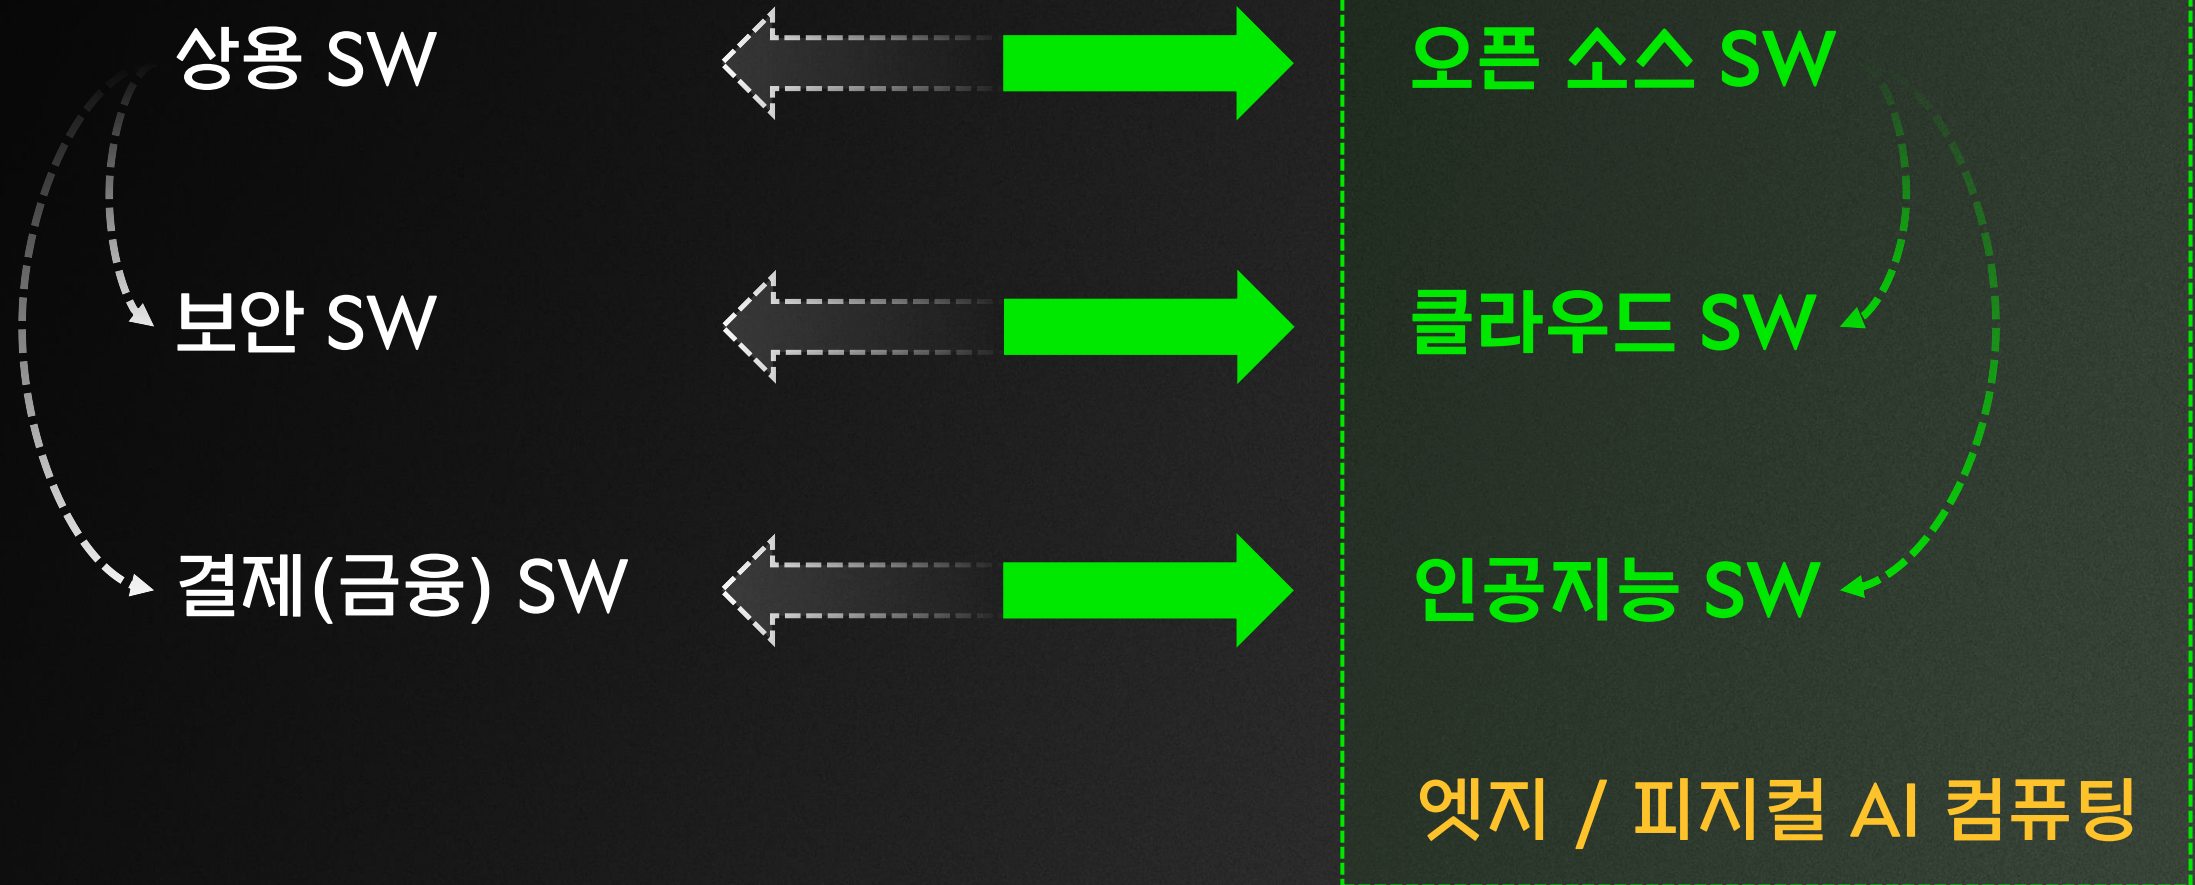 상용 SW
오픈 소스 SW
보안 SW
클라우드 SW
결제(금융) SW
인공지능 SW
엣지 / 피지컬 AI 컴퓨팅